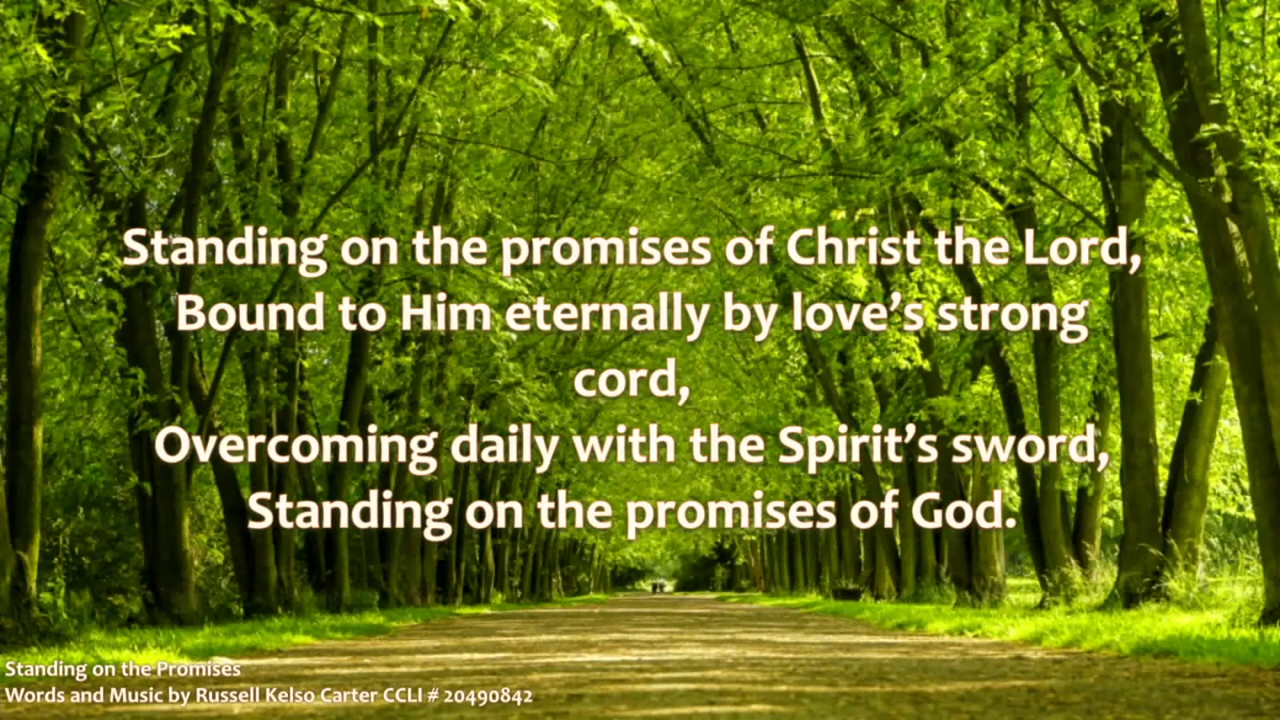 Standing on the promises of Christ the Lord,
Bound to Him eternally by love’s strong
cord,
Overcoming daily with the Spirit’s sword,
Standing on the promises of God.
Standing on the Promises
Words and Music by Russell Kelso Carter CCLI # 20490842